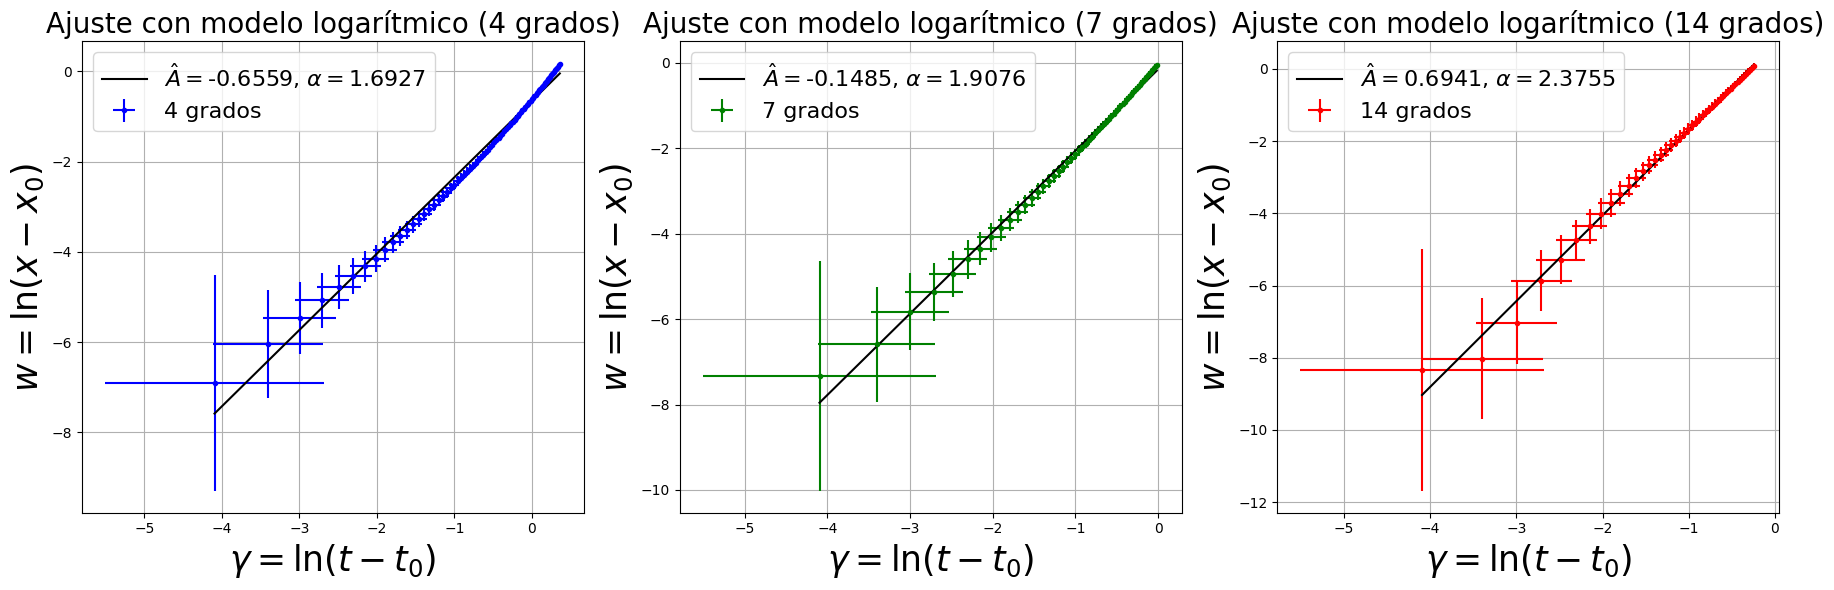 Ajuste con modelo logarítmico (4 grados)
Â = -0.6559, α = 1.6927
4 grados
w = ln(x − x₀)
0
−2
−4
−6
−8
−5
−4
−3
−2
−1
0
γ = ln(t − t₀)
Ajuste con modelo logarítmico (7 grados)
Â = -0.1485, α = 1.9076
7 grados
w = ln(x − x₀)
0
−2
−4
−6
−8
−10
−5
−4
−3
−2
−1
0
γ = ln(t − t₀)
Ajuste con modelo logarítmico (14 grados)
Â = 0.6941, α = 2.3755
14 grados
w = ln(x − x₀)
0
−2
−4
−6
−8
−10
−12
−5
−4
−3
−2
−1
0
γ = ln(t − t₀)